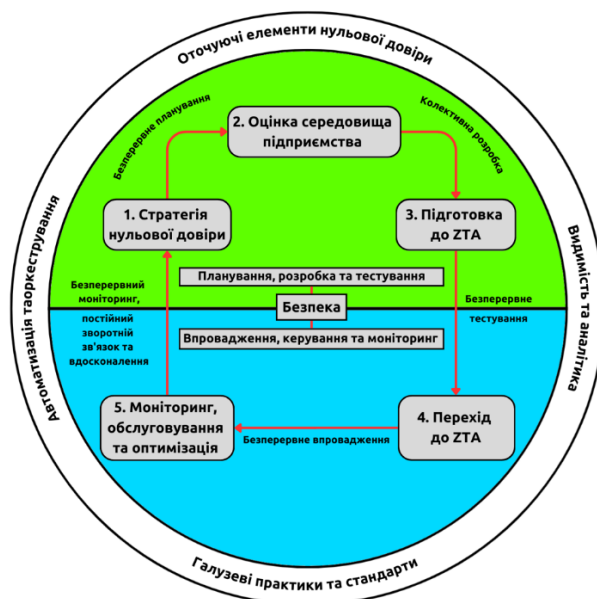 Оточуючі елементи нульової довіри
Безперервне планування
2. Оцінка середовища
підприємства
Колективна розробка
1. Стратегія
нульової довіри
3. Підготовка
до ZTA
Автоматизація таоркестрування
Видимість та аналітика
Планування, розробка та тестування
Безперервний
моніторинг,
постійний
зворотній
зв'язок та
вдосконалення
Безпека
Безперервне
тестування
Впровадження, керування та моніторинг
5. Моніторинг,
обслуговування
та оптимізація
Безперервне впровадження
4. Перехід
до ZTA
Галузеві практики та стандарти